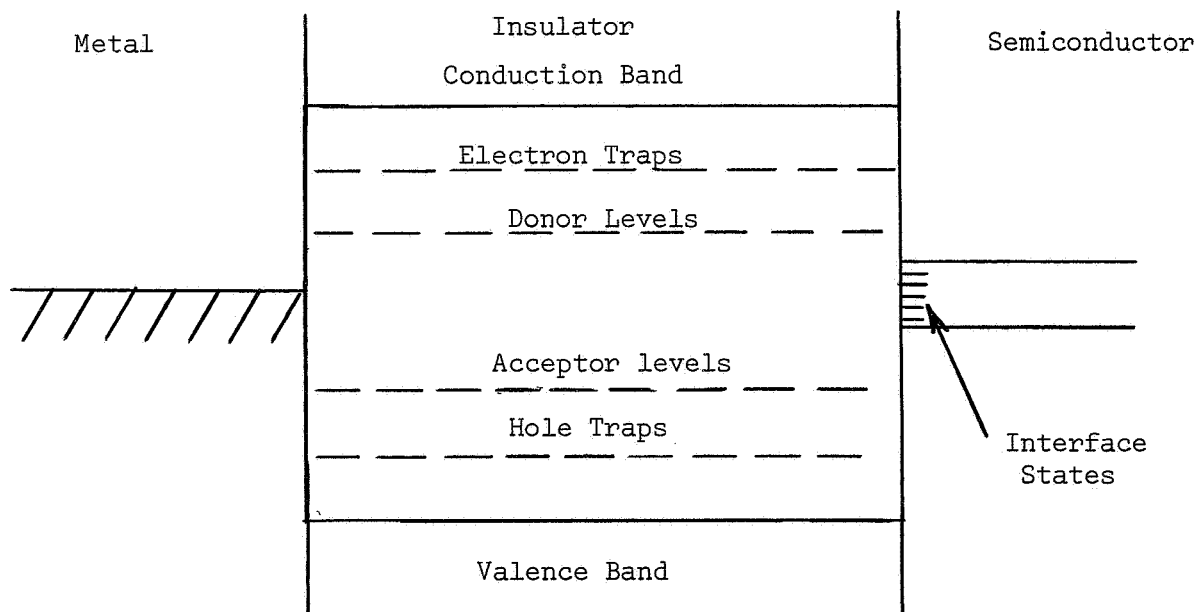 Metal
Insulator
Semiconductor
Conduction Band
Electron Traps
Donor Levels
Acceptor levels
Hole Traps
Interface
States
Valence Band